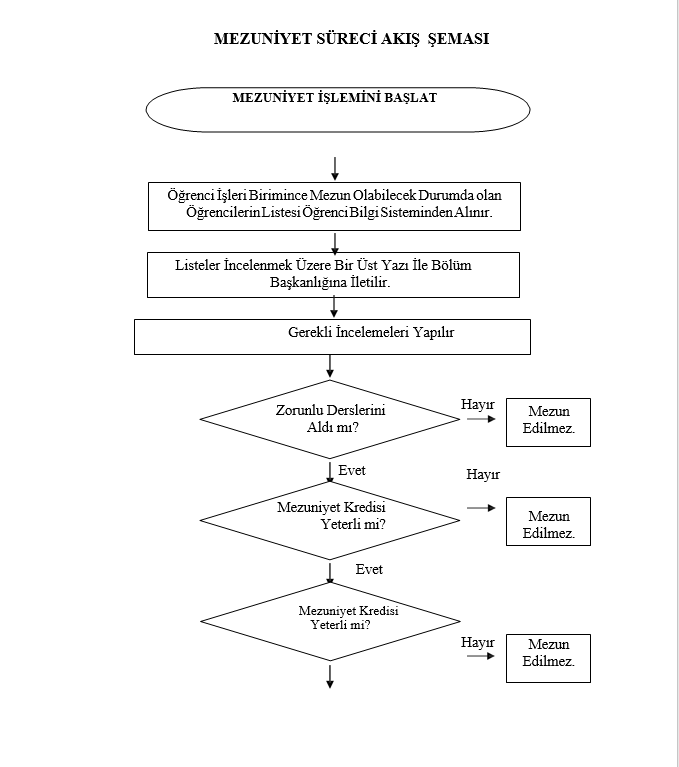 MEZUNİYET SÜRECİ AKIŞ ŞEMASI
MEZUNİYET İŞLEMİNİ BAŞLAT
Öğrenci İşleri Birimince Mezun Olabilecek Durumda olan
Öğrencilerin Listesi Öğrenci Bilgi Sisteminden Alınır.
Listeler İncelenmek Üzere Bir Üst Yazı İle Bölüm
Başkanlığına İletilir.
Gerekli İncelemeleri Yapılır
Zorunlu Derslerini
Aldı mı?
Hayır
Mezun
Edilmez.
Evet
Hayır
Mezuniyet Kredisi
Yeterli mi?
Mezun
Edilmez.
Evet
Mezuniyet Kredisi
Yeterli mi?
Hayır
Mezun
Edilmez.